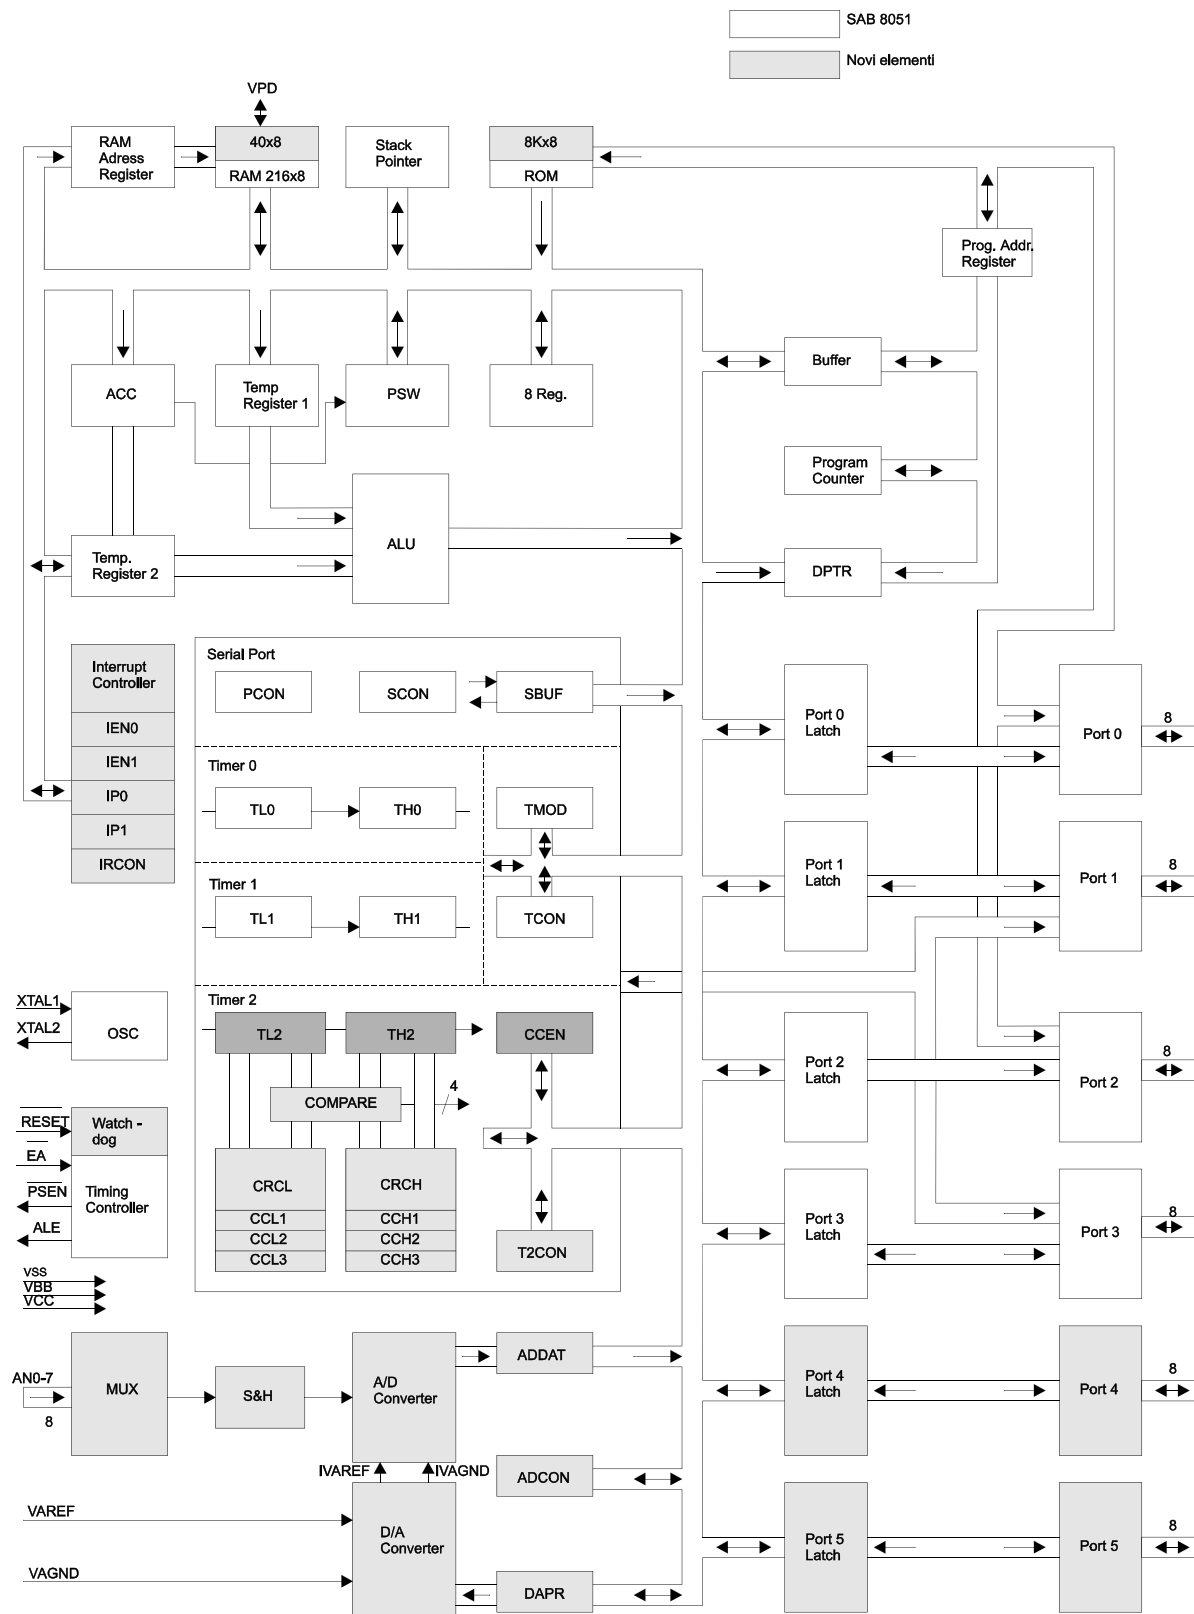 SAB 8051
Novi elementi
VPD
RAM
Adress
Register
40x8
RAM 216x8
Stack
Pointer
8Kx8
ROM
Prog. Addr.
Register
ACC
Temp
Register 1
PSW
8 Reg.
Buffer
Program
Counter
ALU
Temp.
Register 2
DPTR
Interrupt
Controller
IEN0
IEN1
IP0
IP1
IRCON
Serial Port
PCON
SCON
SBUF
Timer 0
TL0
TH0
TMOD
Timer 1
TL1
TH1
TCON
Timer 2
TL2
TH2
CCEN
COMPARE
4
CRCL
CRCH
CCL1
CCH1
CCL2
CCH2
CCL3
CCH3
T2CON
Port 0
Latch
Port 0
8
Port 1
Latch
Port 1
8
Port 2
Latch
Port 2
8
Port 3
Latch
Port 3
8
Port 4
Latch
Port 4
8
Port 5
Latch
Port 5
8
XTAL1
XTAL2
OSC
RESET
EA
PSEN
ALE
Watch -
dog
Timing
Controller
VSS
VBB
VCC
AN0-7
8
MUX
S&H
A/D
Converter
ADDAT
IVAREF
IVAGND
ADCON
VAREF
VAGND
D/A
Converter
DAPR